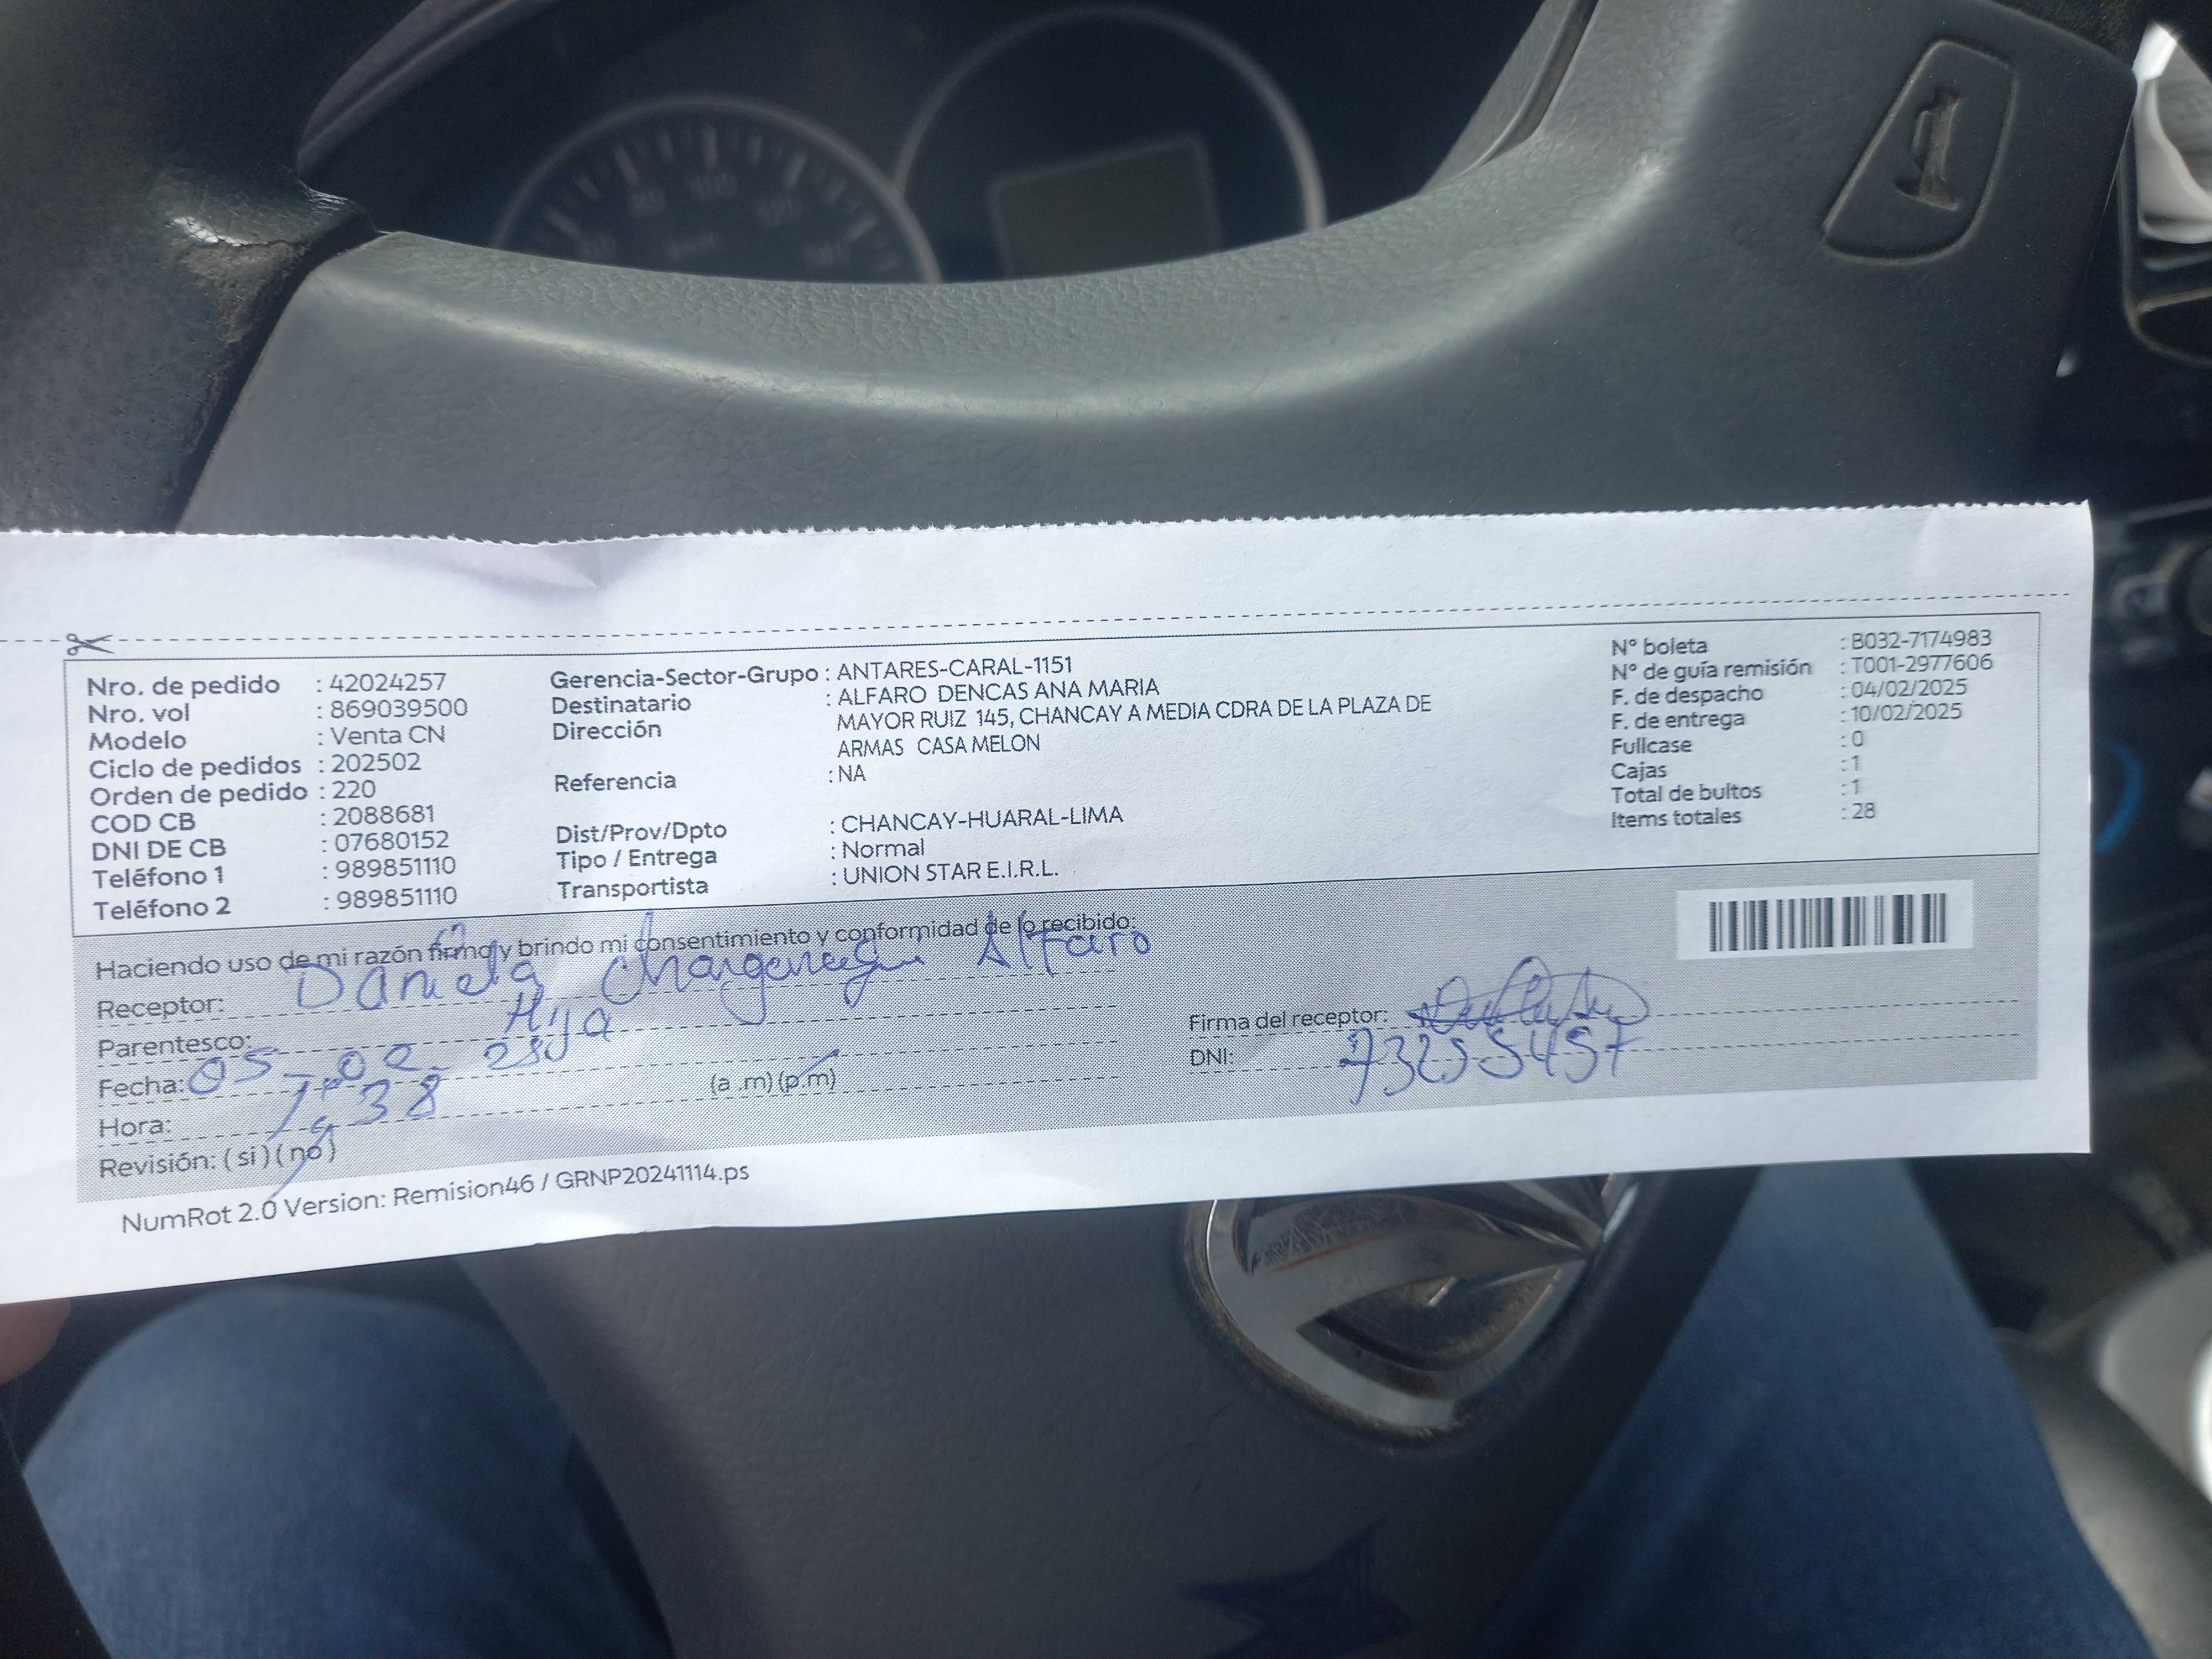 Nro. de pedido : 42024257
Nro. vol : 869039500
Modelo : Venta CN
Ciclo de pedidos : 202502
Orden de pedido : 220
COD CB : 2088681
DNI DE CB : 07680152
Teléfono 1 : 989851110
Teléfono 2 : 989851110
Gerencia-Sector-Grupo : ANTARES-CARAL-1151
Destinatario : ALFARO DENCAS ANA MARIA
Dirección MAYOR RUIZ 145, CHANCAY A MEDIA CDRA DE LA PLAZA DE
ARMAS CASA MELON
Referencia : NA
Dist/Prov/Dpto : CHANCAY-HUARAL-LIMA
Tipo / Entrega : Normal
Transportista : UNION STAR E.I.R.L.
N° boleta : B032-7174983
N° de guía remisión : T001-2977606
F. de despacho : 04/02/2025
F. de entrega : 10/02/2025
Fullcase : 0
Cajas : 1
Total de bultos : 1
Items totales : 28
Haciendo uso de mi razón firmo y brindo mi consentimiento y conformidad de lo recibido:
Receptor: Daniela Alfaro
Parentesco: Hija
Fecha: 05-02-
Hora: 1:38 (a .m) (p.m)
Revisión: ( si ) ( no )
Firma del receptor:
DNI: 73255457
NumRot 2.0 Version: Remision46 / GRNP20241114.ps